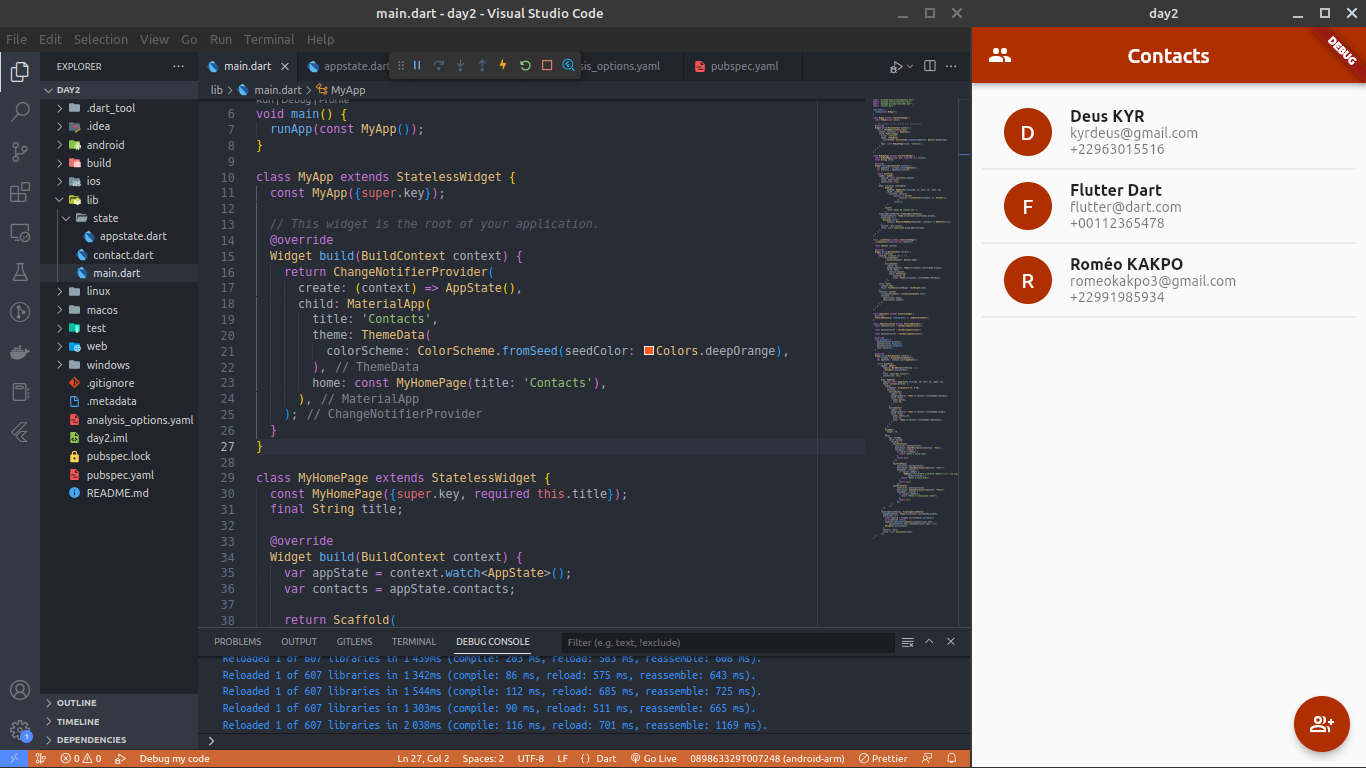 main.dart - day2 - Visual Studio Code
File Edit Selection View Go Run Terminal Help
EXPLORER
DAY2
.dart_tool
.idea
android
build
ios
lib
state
appstate.dart
contact.dart
main.dart
linux
macos
test
web
windows
.gitignore
.metadata
analysis_options.yaml
day2.iml
pubspec.lock
pubspec.yaml
README.md
OUTLINE
TIMELINE
DEPENDENCIES
main.dart appstate.dart is_options.yaml pubspec.yaml
lib main.dart MyApp
Run | Debug | Profile
6 void main() {
7 runApp(const MyApp());
8 }
9
10 class MyApp extends StatelessWidget {
11 const MyApp({super.key});
12
13 // This widget is the root of your application.
14 @override
15 Widget build(BuildContext context) {
16 return ChangeNotifierProvider(
17 create: (context) => AppState(),
18 child: MaterialApp(
19 title: 'Contacts',
20 theme: ThemeData(
21 colorScheme: ColorScheme.fromSeed(seedColor: Colors.deepOrange),
22 ), // ThemeData
23 home: const MyHomePage(title: 'Contacts'),
24 ), // MaterialApp
25 ); // ChangeNotifierProvider
26 }
27 }
28
29 class MyHomePage extends StatelessWidget {
30 const MyHomePage({super.key, required this.title});
31 final String title;
32
33 @override
34 Widget build(BuildContext context) {
35 var appState = context.watch<AppState>();
36 var contacts = appState.contacts;
37
38 return Scaffold(
PROBLEMS OUTPUT GITLENS TERMINAL DEBUG CONSOLE Filter (e.g. text, !exclude)
Reloaded 1 of 607 libraries in 1 439ms (compile: 203 ms, reload: 583 ms, reassemble: 608 ms).
Reloaded 1 of 607 libraries in 1 342ms (compile: 86 ms, reload: 575 ms, reassemble: 643 ms).
Reloaded 1 of 607 libraries in 1 544ms (compile: 112 ms, reload: 685 ms, reassemble: 725 ms).
Reloaded 1 of 607 libraries in 1 303ms (compile: 90 ms, reload: 511 ms, reassemble: 665 ms).
Reloaded 1 of 607 libraries in 2 038ms (compile: 116 ms, reload: 701 ms, reassemble: 1169 ms).
1
0 0 Debug my code Ln 27, Col 2 Spaces: 2 UTF-8 LF {} Dart Go Live 089863329T007248 (android-arm) Prettier
day2
Contacts
DEBUG
D
Deus KYR
kyrdeus@gmail.com
+22963015516
F
Flutter Dart
flutter@dart.com
+00112365478
R
Roméo KAKPO
romeokakpo3@gmail.com
+22991985934